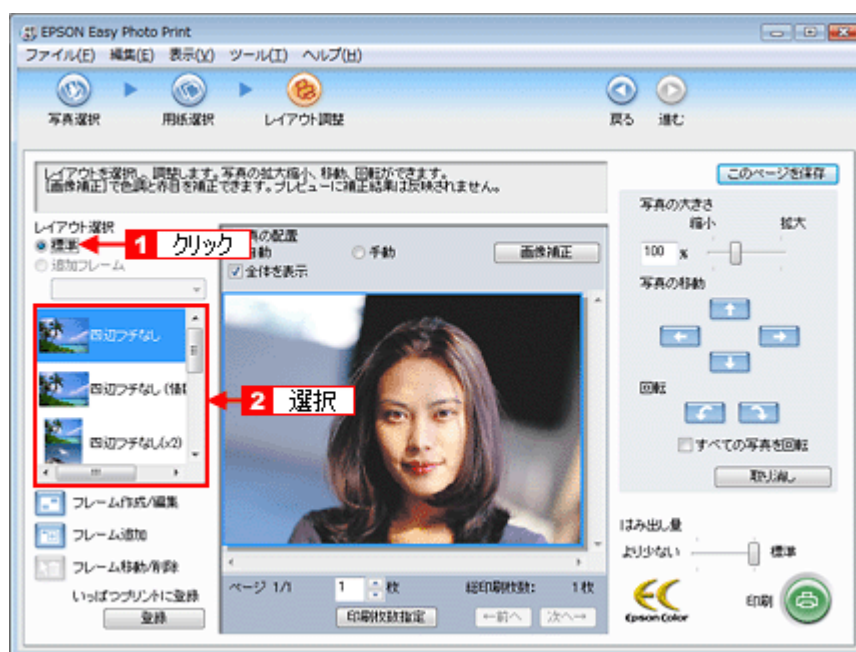 EPSON Easy Photo Print
ファイル(F) 編集(E) 表示(V) ツール(T) ヘルプ(H)
写真選択 用紙選択 レイアウト調整 戻る 進む
レイアウトを選択し、調整します。写真の拡大縮小、移動、回転ができます。
[画像補正]で色調と赤目を補正できます。プレビューに補正結果は反映されません。
このページを保存
レイアウト選択
標準
1 クリック
追加フレーム
四辺フチなし
四辺フチなし (情報
四辺フチなし(x2)
2 選択
フレーム作成/編集
フレーム追加
フレーム移動/削除
いっぱつプリントに登録
登録
の配置
手動
画像補正
全体を表示
ページ 1/1 1 枚 総印刷枚数: 1 枚
印刷枚数指定 ←前へ 次へ→
写真の大きさ
縮小 拡大
100 %
写真の移動
回転
すべての写真を回転
取り消し
はみ出し量
より少ない 標準
Epson Color
印刷